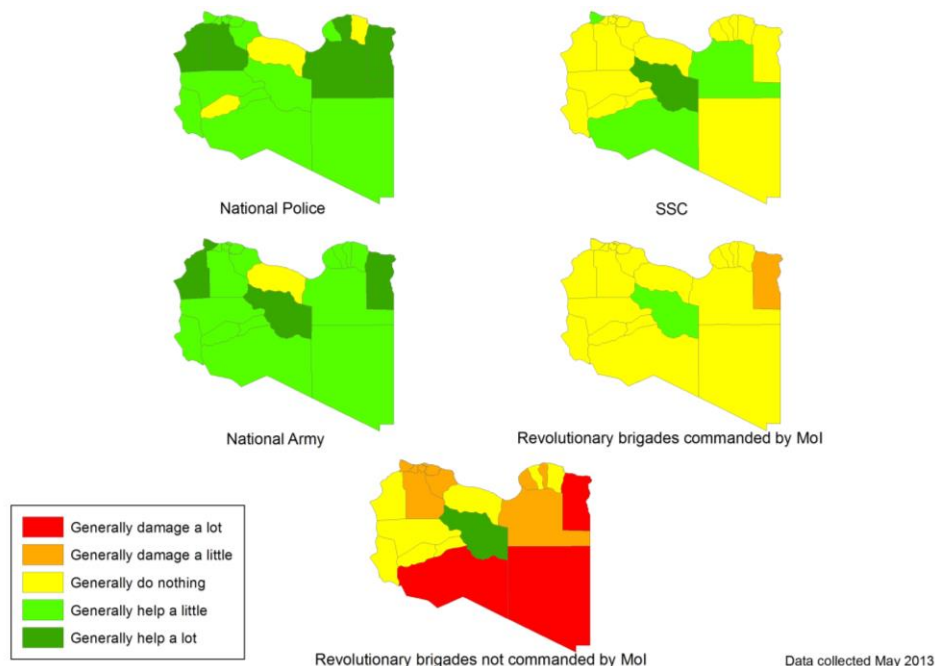 National Police
SSC
National Army
Revolutionary brigades commanded by MoI
Generally damage a lot
Generally damage a little
Generally do nothing
Generally help a little
Generally help a lot
Revolutionary brigades not commanded by MoI
Data collected May 2013